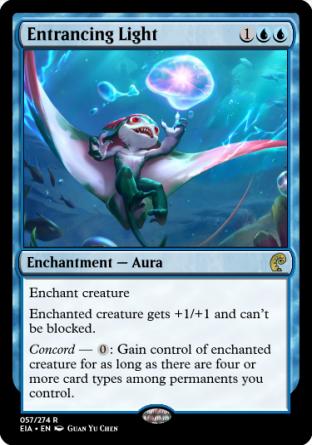 Entrancing Light 1
Enchantment — Aura
Enchant creature
Enchanted creature gets +1/+1 and can't
be blocked.
Concord — 0: Gain control of enchanted
creature for as long as there are four or
more card types among permanents you
control.
057/274 R
EIA • EN Guan Yu Chen